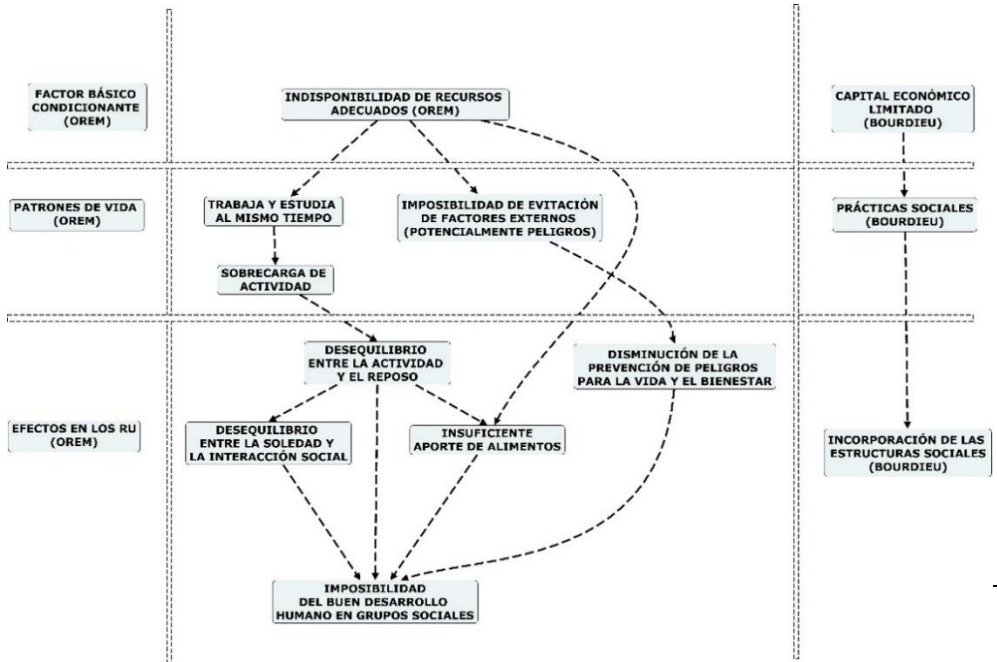 FACTOR BÁSICO
CONDICIONANTE
(OREM)
INDISPONIBILIDAD DE RECURSOS
ADECUADOS (OREM)
CAPITAL ECONÓMICO
LIMITADO
(BOURDIEU)
PATRONES DE VIDA
(OREM)
TRABAJA Y ESTUDIA
AL MISMO TIEMPO
IMPOSIBILIDAD DE EVITACIÓN
DE FACTORES EXTERNOS
(POTENCIALMENTE PELIGROS)
PRÁCTICAS SOCIALES
(BOURDIEU)
SOBRECARGA DE
ACTIVIDAD
DESEQUILIBRIO
ENTRE LA ACTIVIDAD
Y EL REPOSO
DISMINUCIÓN DE LA
PREVENCIÓN DE PELIGROS
PARA LA VIDA Y EL BIENESTAR
EFECTOS EN LOS RU
(OREM)
DESEQUILIBRIO
ENTRE LA SOLEDAD Y
LA INTERACCIÓN SOCIAL
INSUFICIENTE
APORTE DE ALIMENTOS
INCORPORACIÓN DE LAS
ESTRUCTURAS SOCIALES
(BOURDIEU)
IMPOSIBILIDAD
DEL BUEN DESARROLLO
HUMANO EN GRUPOS SOCIALES